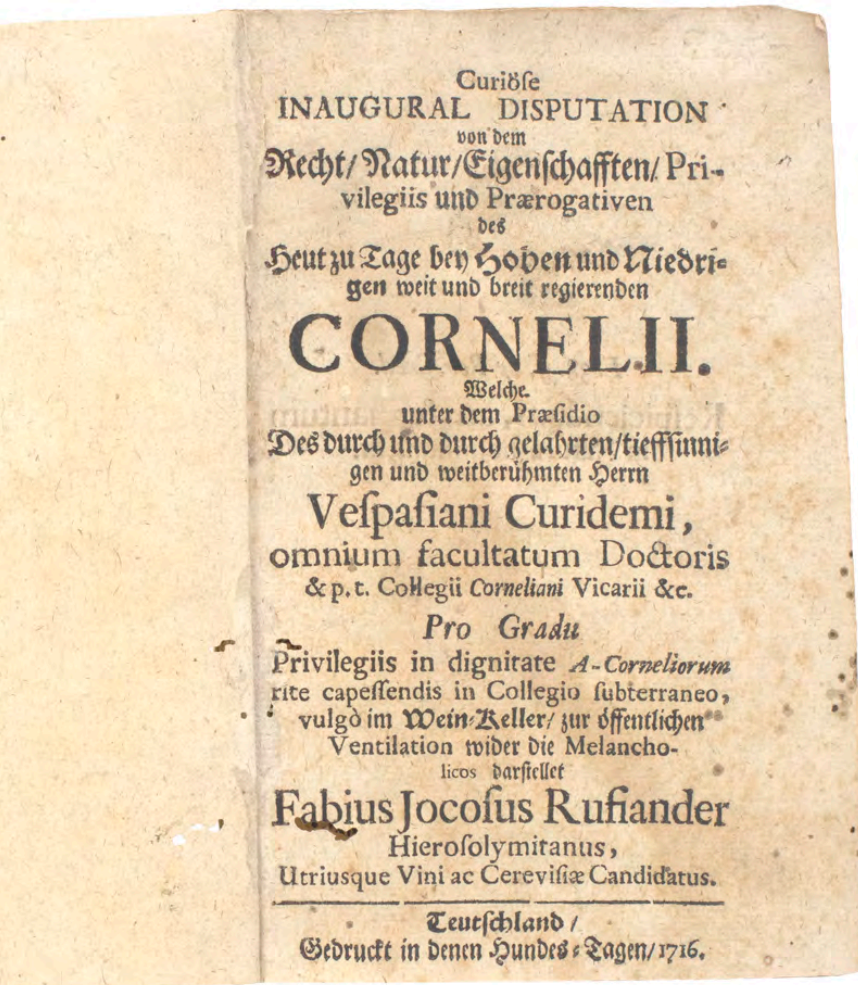 Curiöſe
INAUGURAL DISPUTATION
von dem
Recht/ Natur/ Eigenſchafften/ Pri-
vilegiis und Prærogativen
des
Heut zu Tage bey Hohen und Niedri-
gen weit und breit regierenden
CORNELII.
Welche
unter dem Præſidio
Des durch und durch gelahrten/ tieffſinni-
gen und weitberühmten Herrn
Veſpaſiani Curidemi,
omnium facultatum Doctoris
& p. t. Collegii Corneliani Vicarii &c.
Pro Gradu
Privilegiis in dignitate A-Corneliorum
rite capeſſendis in Collegio ſubterraneo,
vulgò im Wein-Keller/ zur öffentlichen
Ventilation wider die Melancho-
licos darſtellet
Fabius Jocoſus Rufiander
Hieroſolymitanus,
Utriusque Vini ac Cereviſiæ Candidatus.
Teutſchland/
Gedruckt in denen Hundes-Tagen/ 1716.